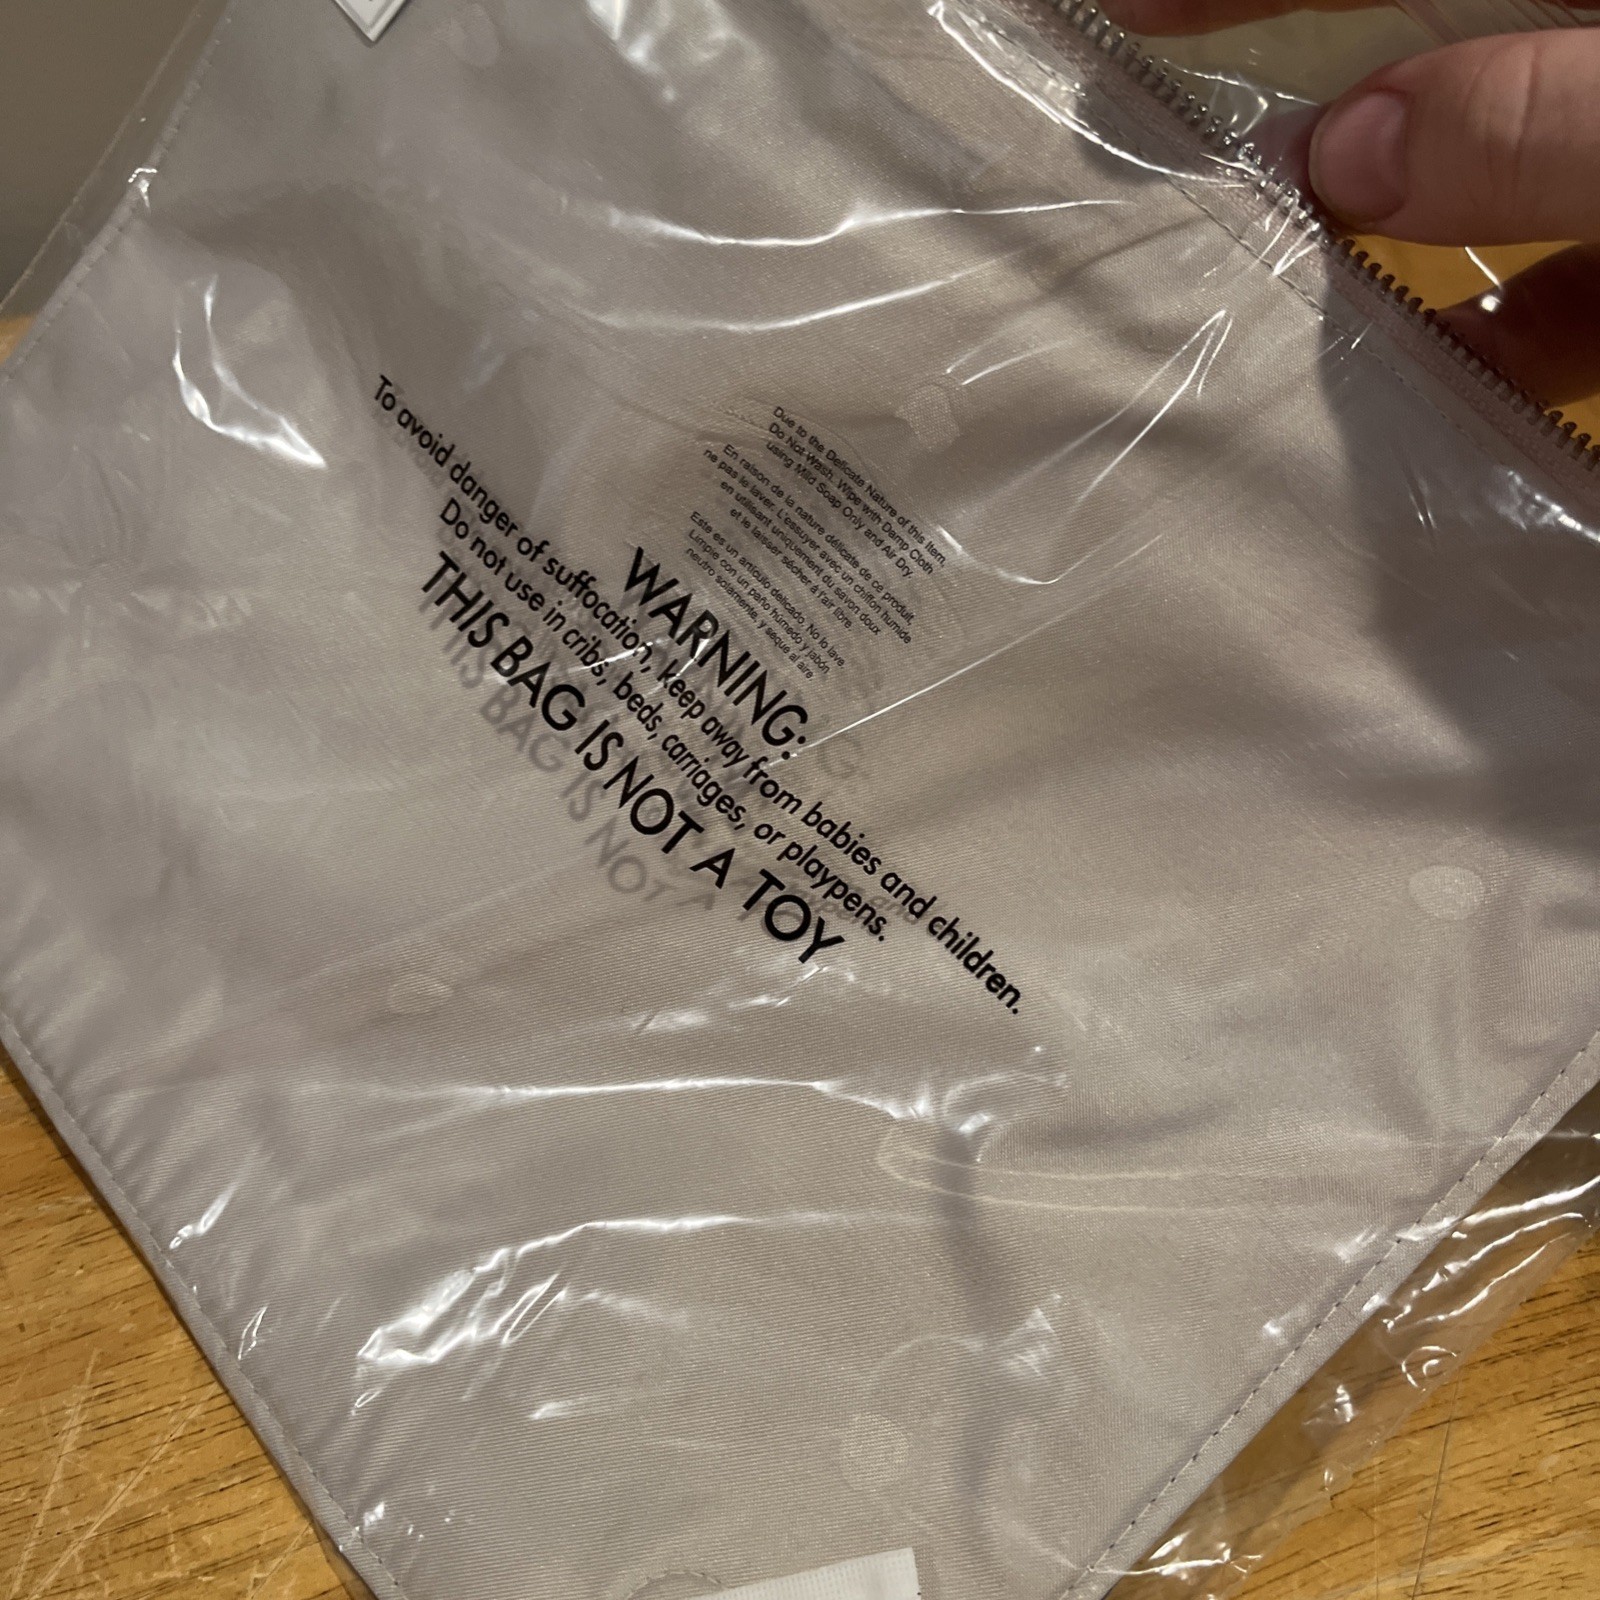 Due to the Delicate Nature of this Item,
Do Not Wash. Wipe with Damp Cloth
using Mild Soap Only and Air Dry.
En raison de la nature délicate de ce produit,
ne pas le laver. L'essuyer avec un chiffon humide
en utilisant uniquement du savon doux
et le laisser sécher à l'air libre.
Este es un artículo delicado. No lo lave.
Limpie con un paño húmedo y jabón
neutro solamente, y seque al aire.
WARNING:
To avoid danger of suffocation, keep away from babies and children.
Do not use in cribs, beds, carriages, or playpens.
THIS BAG IS NOT A TOY